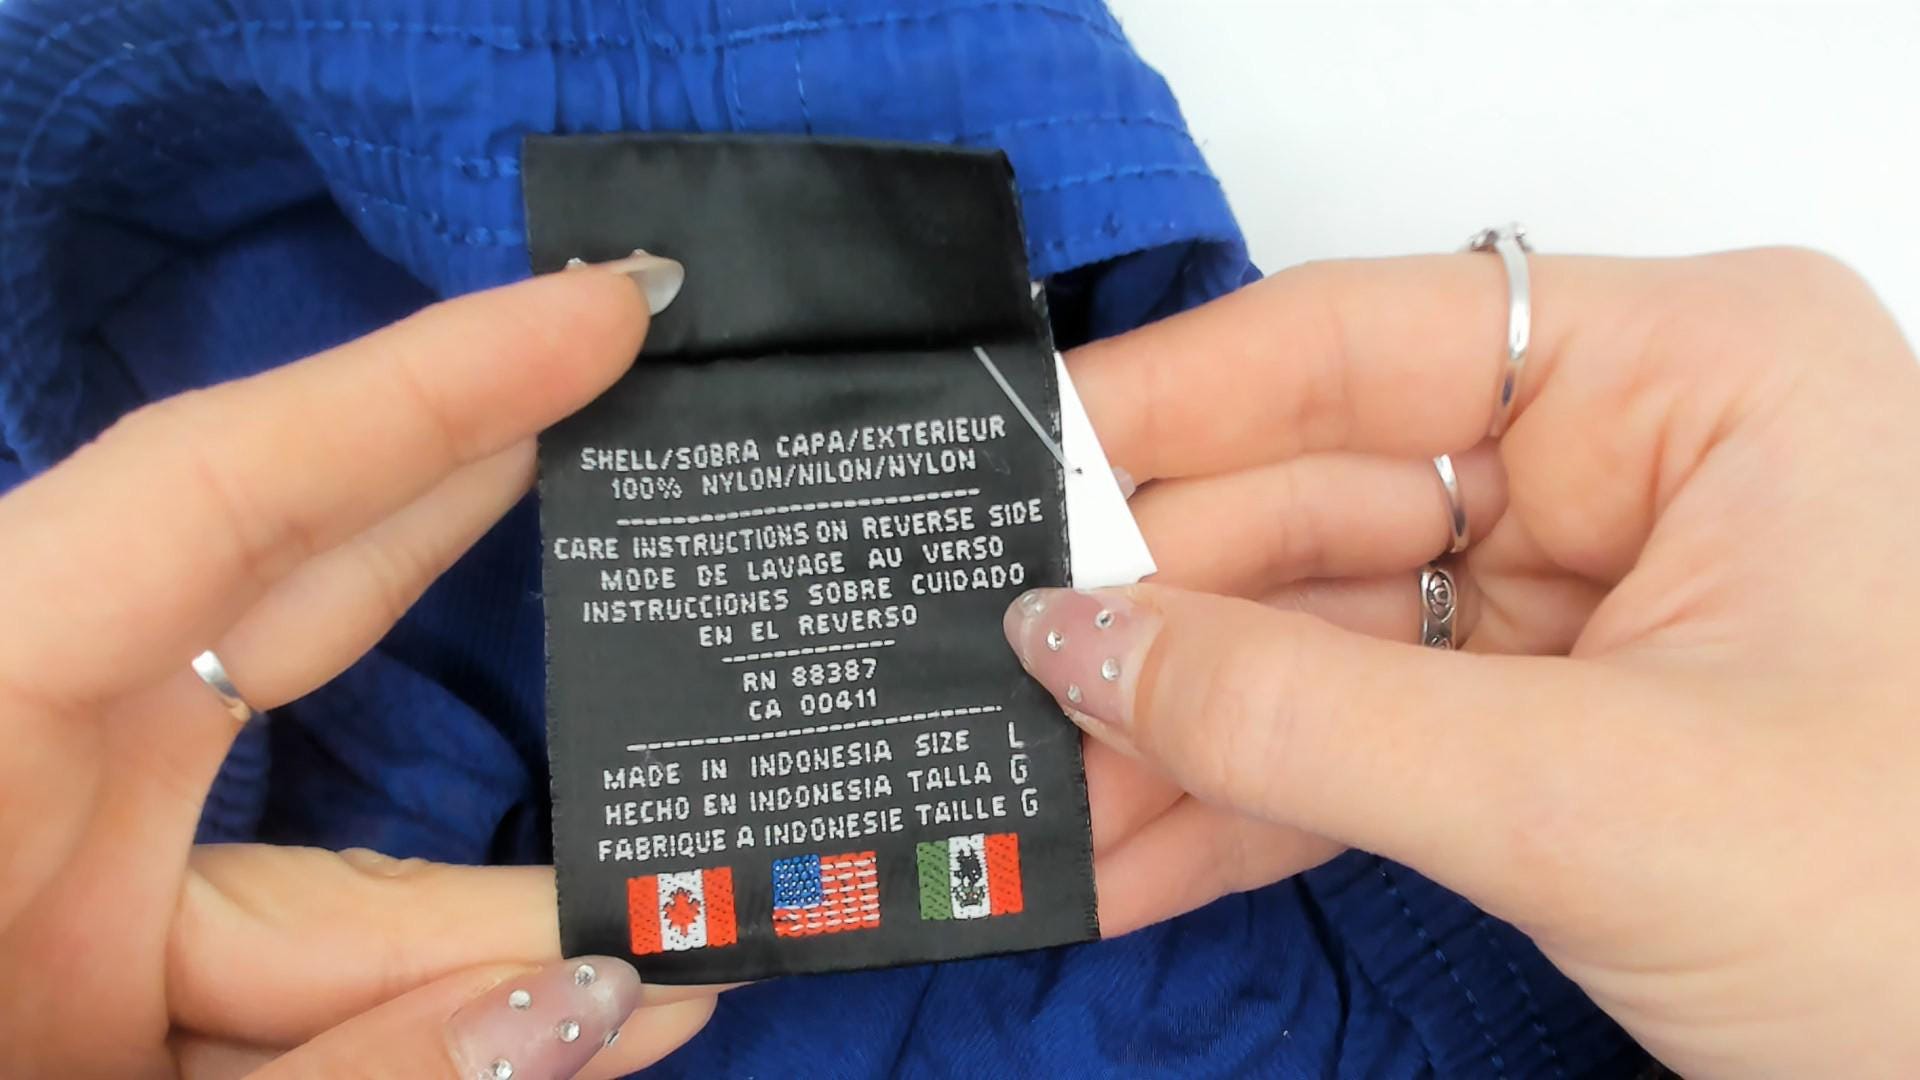 SHELL/SOBRA CAPA/EXTERIEUR
100% NYLON/NILON/NYLON
CARE INSTRUCTIONS ON REVERSE SIDE
MODE DE LAVAGE AU VERSO
INSTRUCCIONES SOBRE CUIDADO
EN EL REVERSO
RN 88387
CA 00411
MADE IN INDONESIA SIZE L
HECHO EN INDONESIA TALLA G
FABRIQUE A INDONESIE TAILLE G